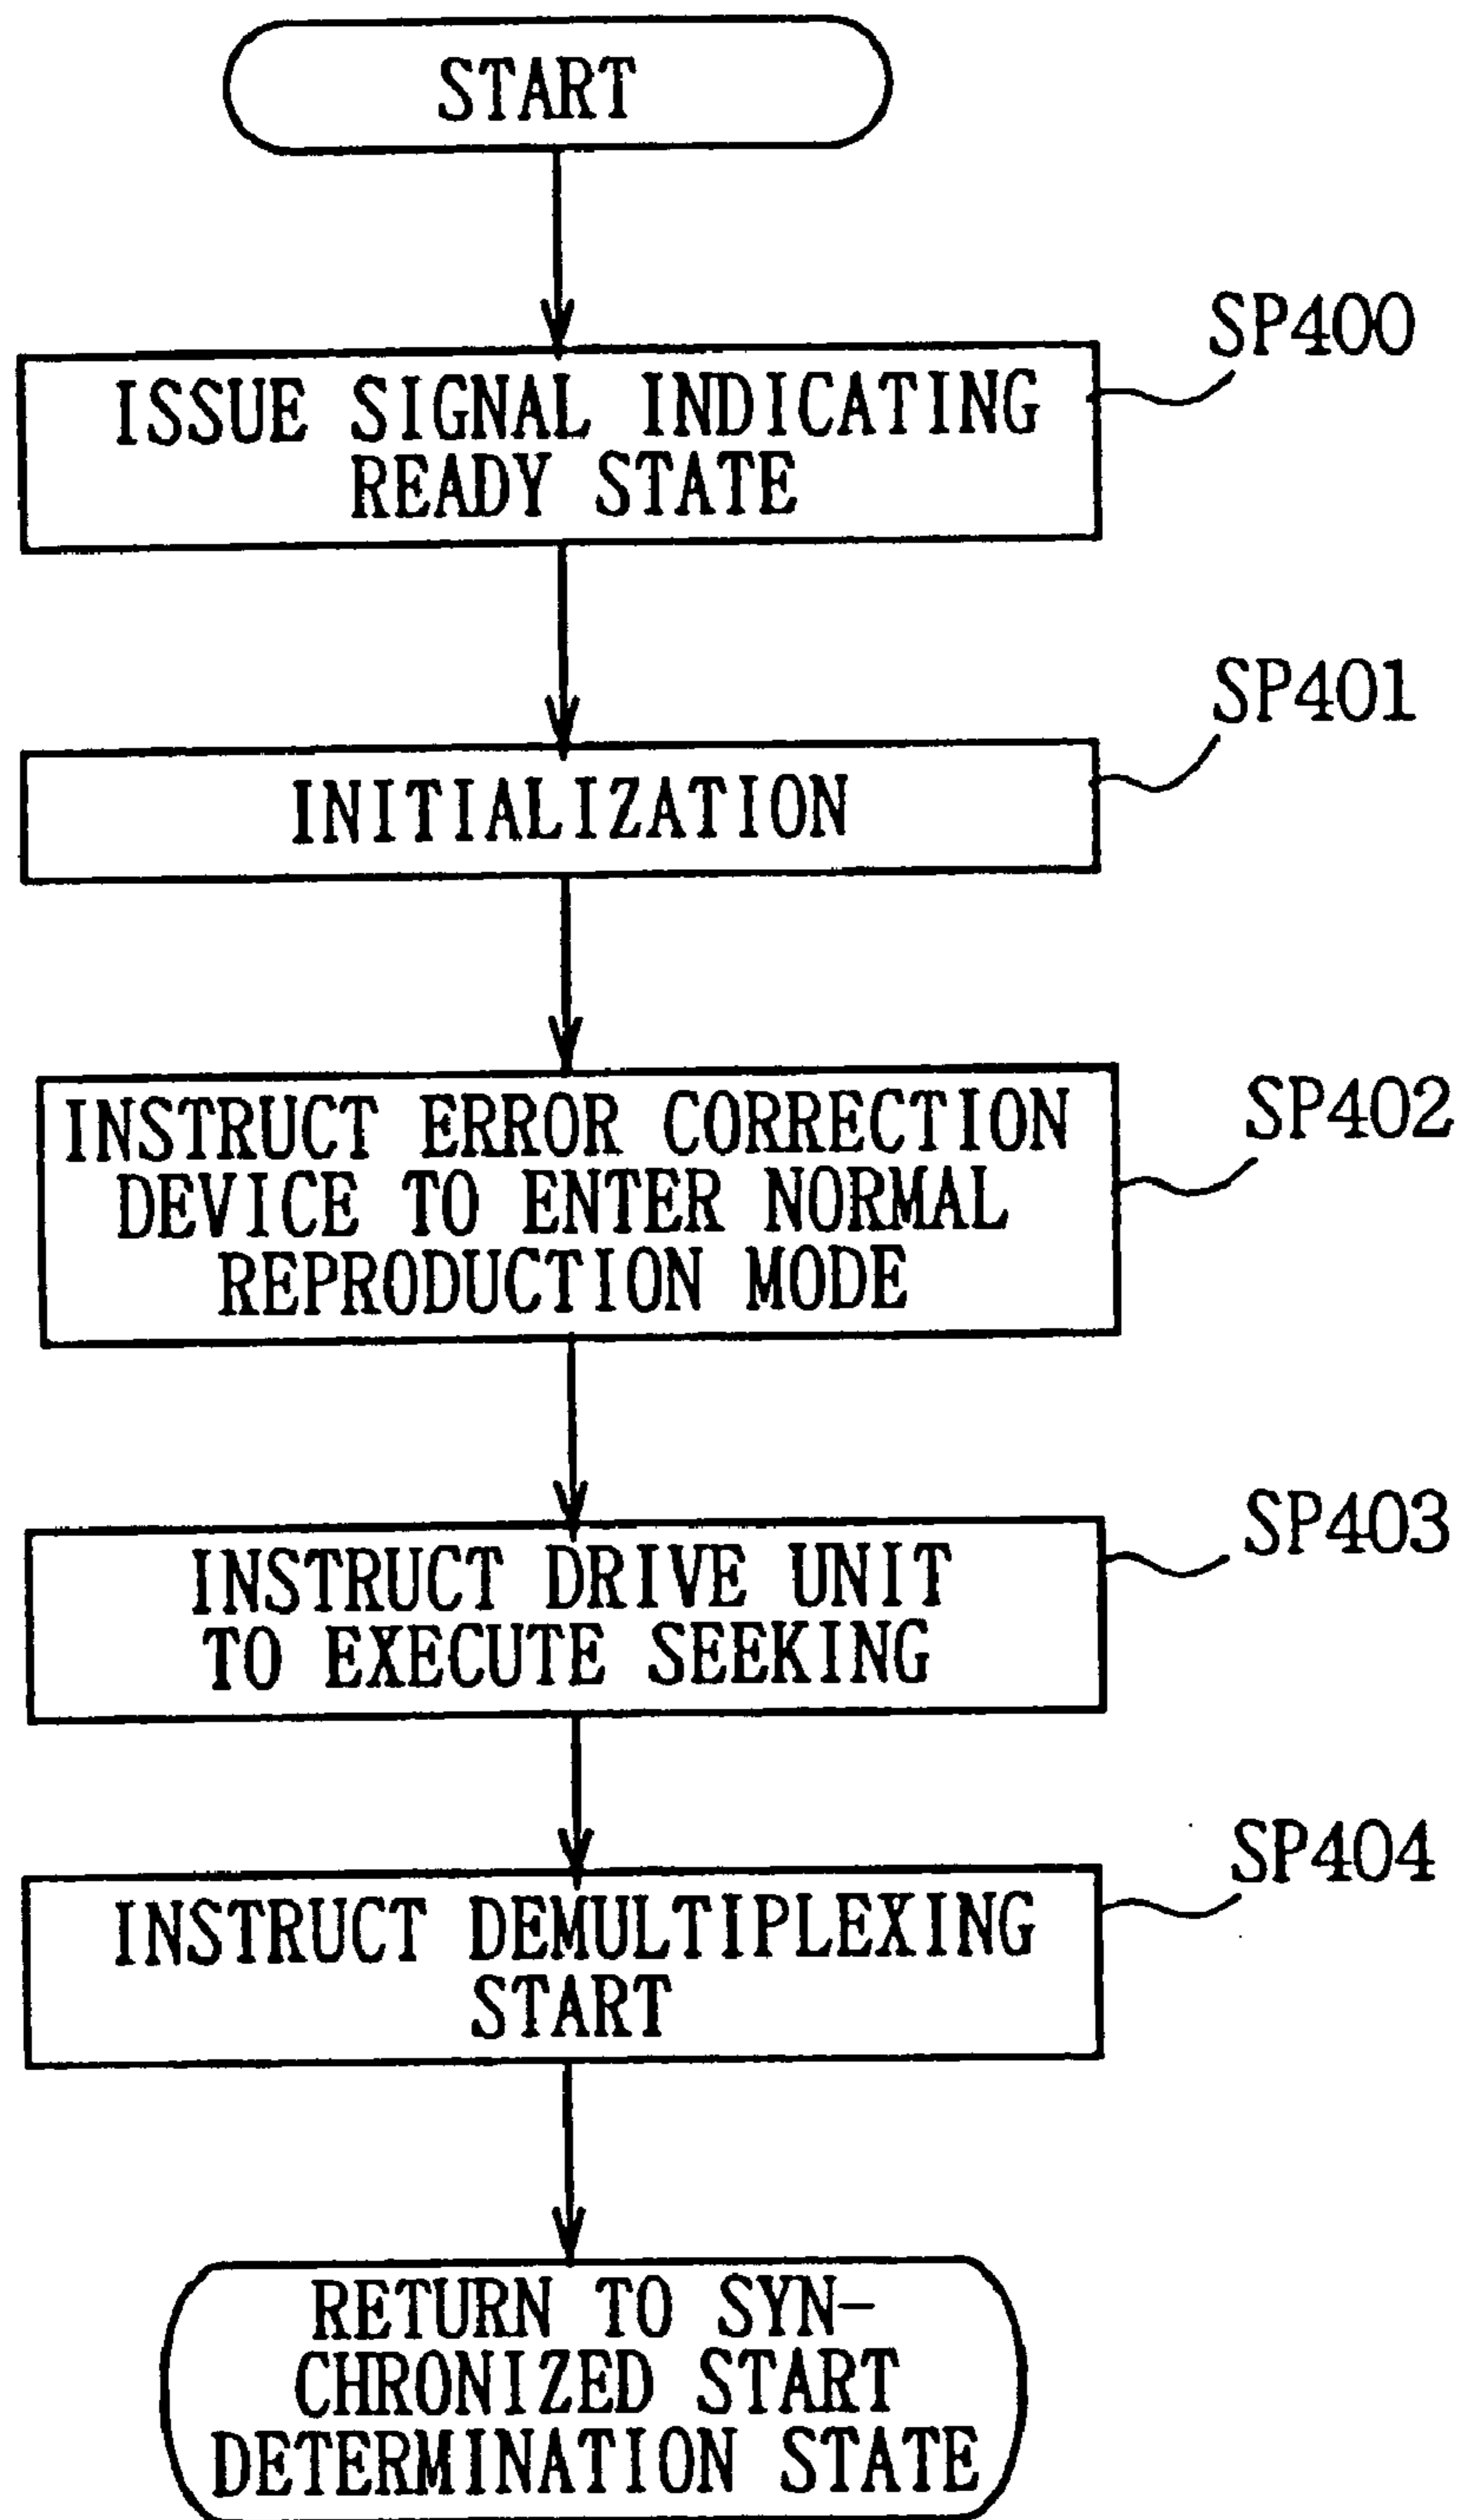 START
SP400
ISSUE SIGNAL INDICATING
READY STATE
SP401
INITIALIZATION
SP402
INSTRUCT ERROR CORRECTION
DEVICE TO ENTER NORMAL
REPRODUCTION MODE
SP403
INSTRUCT DRIVE UNIT
TO EXECUTE SEEKING
SP404
INSTRUCT DEMULTIPLEXING
START
RETURN TO SYN-
CHRONIZED START
DETERMINATION STATE